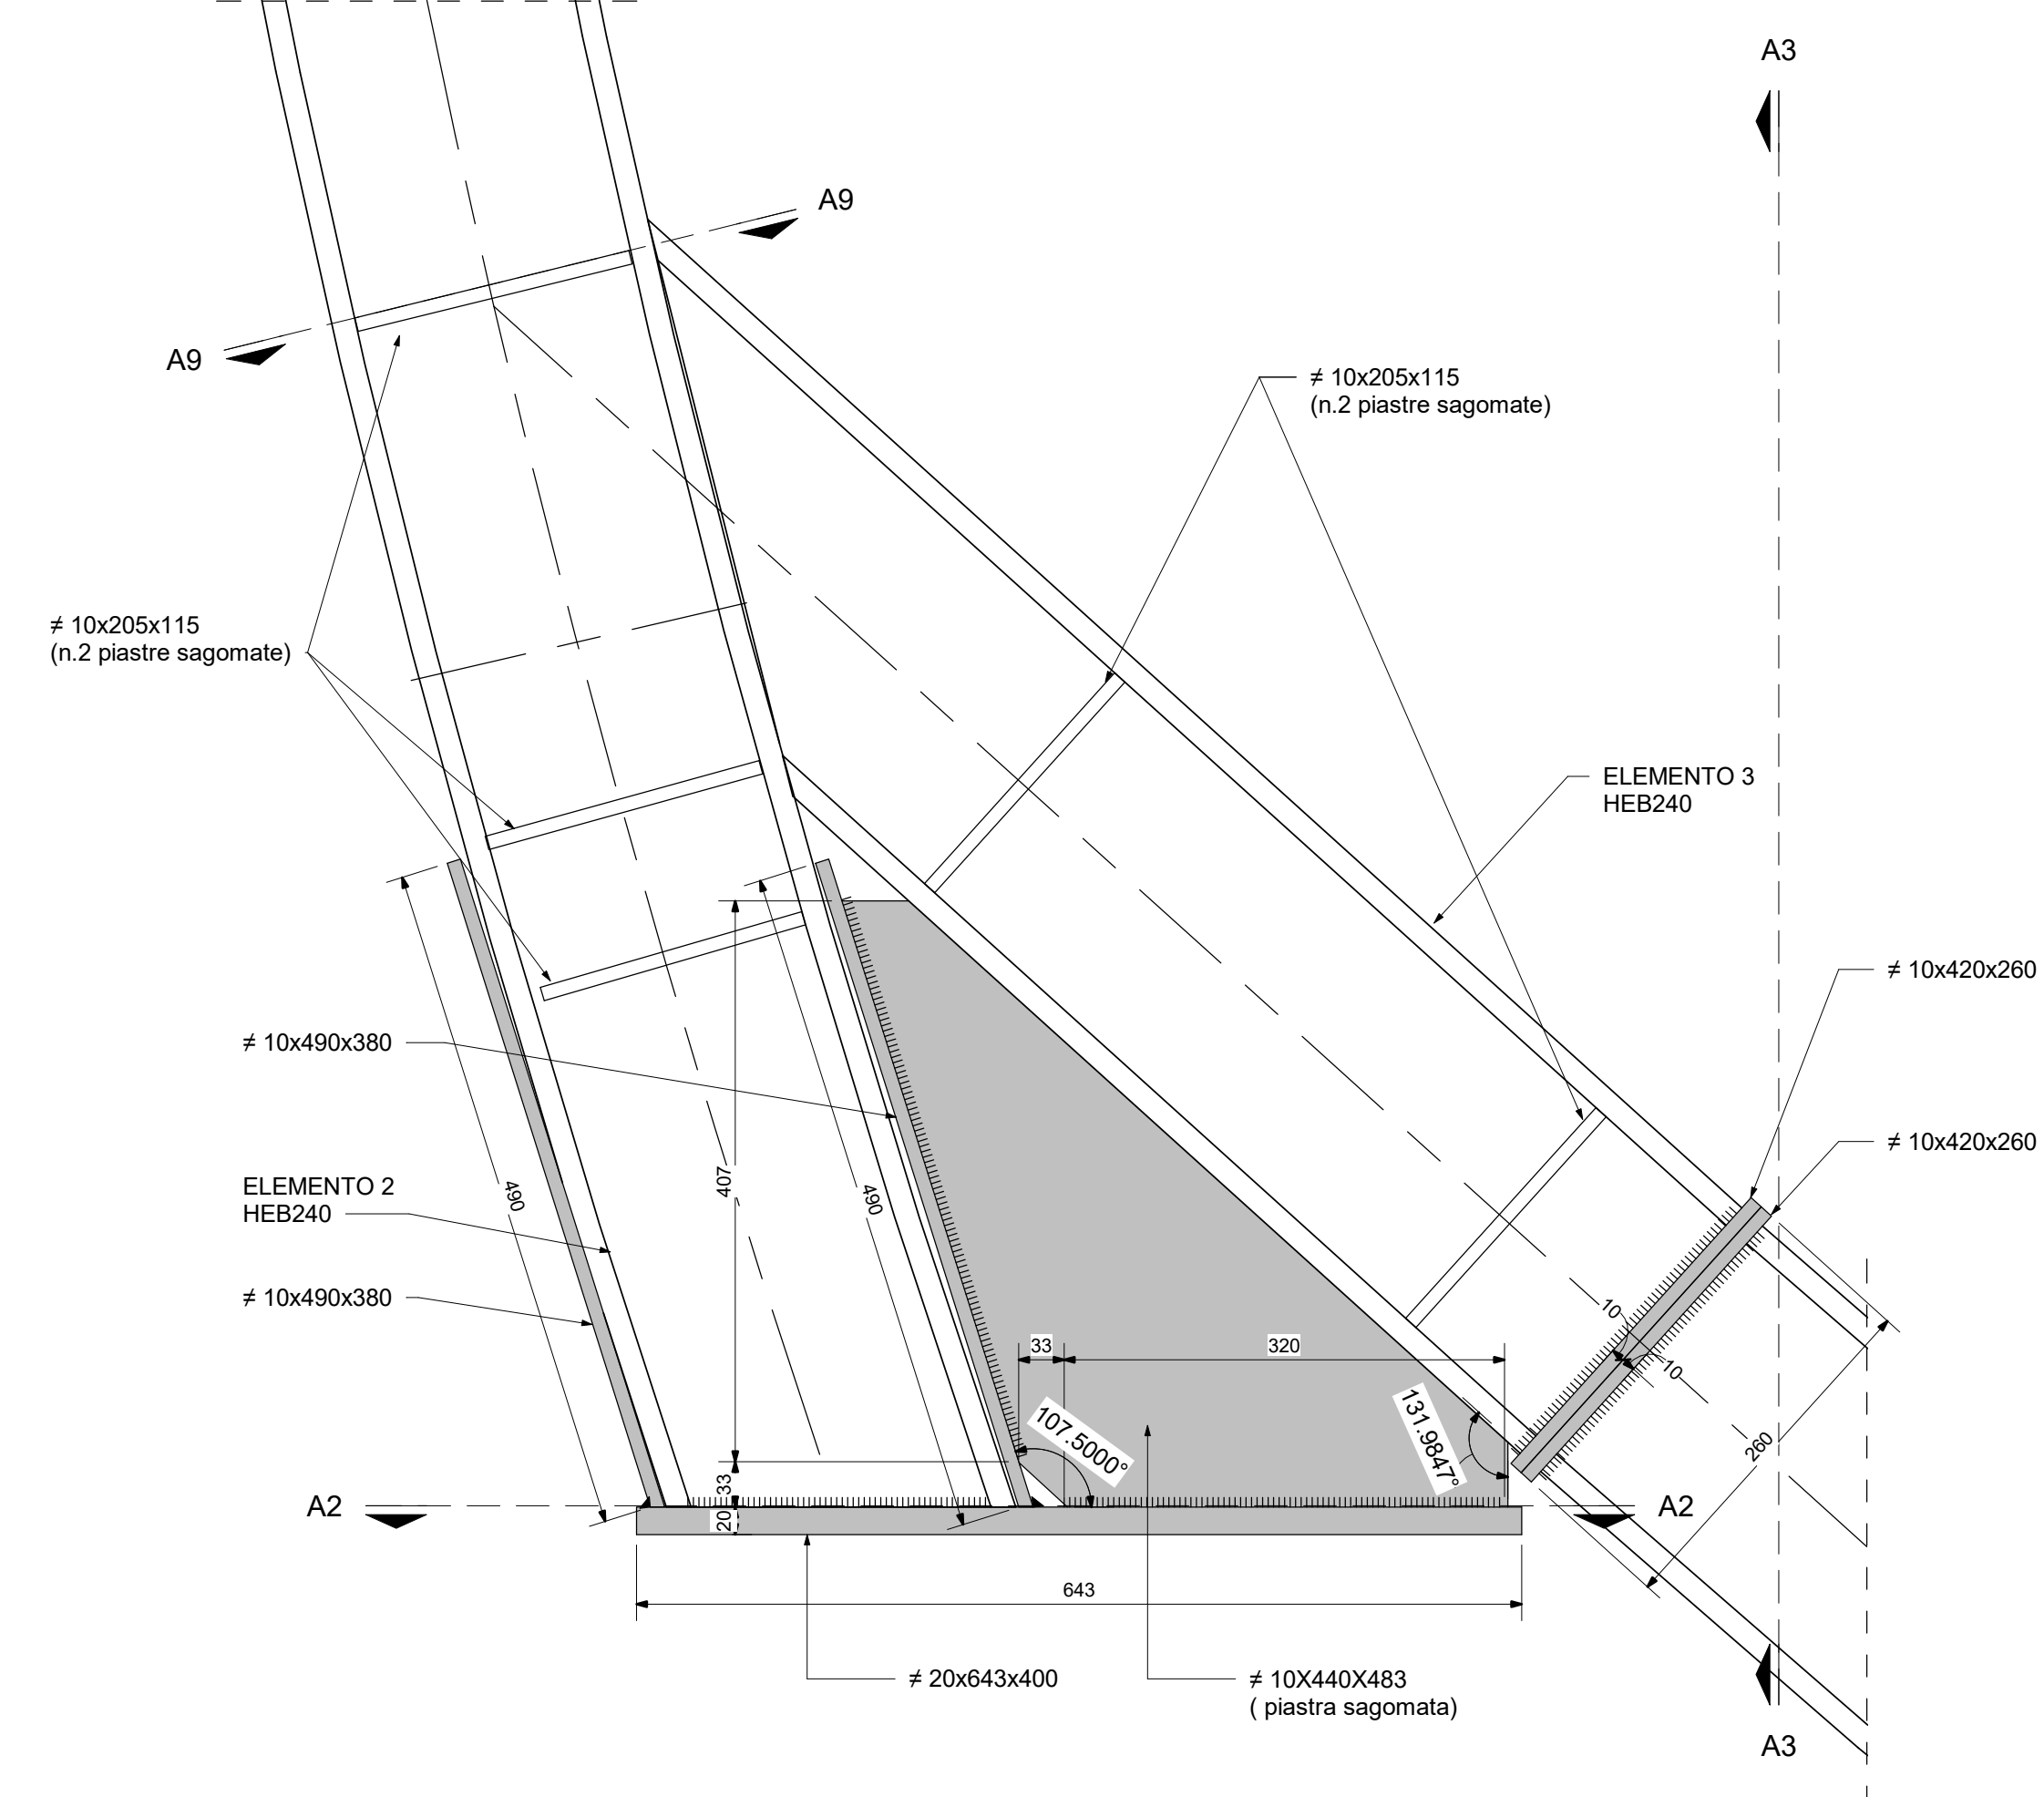 A3
A9
A9
≠ 10x205x115
(n.2 piastre sagomate)
≠ 10x205x115
(n.2 piastre sagomate)
ELEMENTO 3
HEB240
≠ 10x420x260
≠ 10x490x380
≠ 10x420x260
407
490
490
ELEMENTO 2
HEB240
≠ 10x490x380
10
10
33
320
107.5000°
131.9847°
260
33
20
A2
A2
643
≠ 20x643x400
≠ 10X440X483
( piastra sagomata)
A3